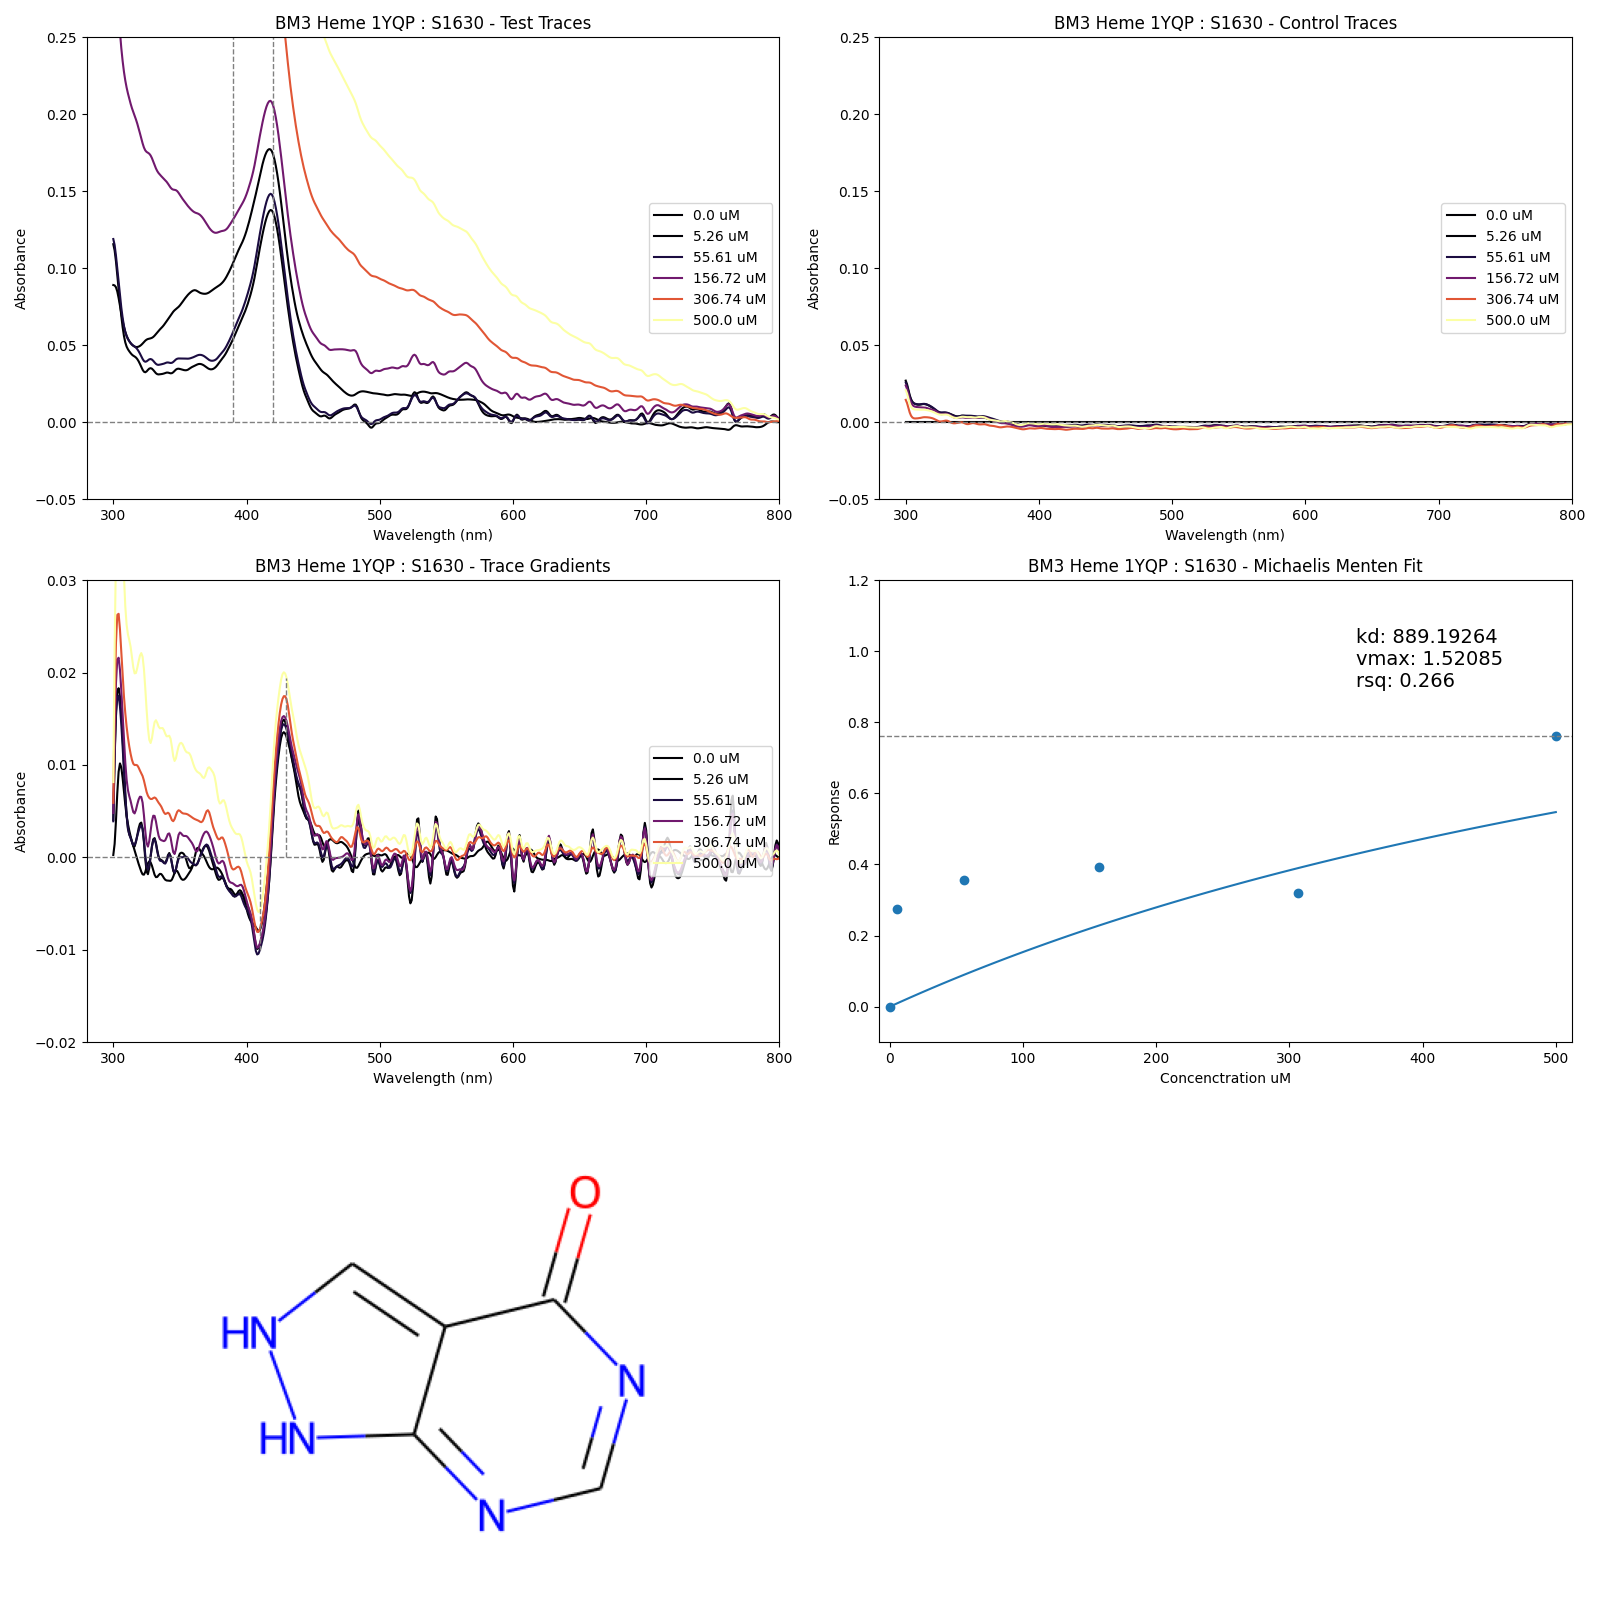 BM3 Heme 1YQP : S1630 - Test Traces
0.25
0.20
0.15
0.10
0.05
0.00
−0.05
Absorbance
300
400
500
600
700
800
Wavelength (nm)
0.0 uM
5.26 uM
55.61 uM
156.72 uM
306.74 uM
500.0 uM
BM3 Heme 1YQP : S1630 - Control Traces
0.25
0.20
0.15
0.10
0.05
0.00
−0.05
Absorbance
300
400
500
600
700
800
Wavelength (nm)
0.0 uM
5.26 uM
55.61 uM
156.72 uM
306.74 uM
500.0 uM
BM3 Heme 1YQP : S1630 - Trace Gradients
0.03
0.02
0.01
0.00
−0.01
−0.02
Absorbance
300
400
500
600
700
800
Wavelength (nm)
0.0 uM
5.26 uM
55.61 uM
156.72 uM
306.74 uM
500.0 uM
BM3 Heme 1YQP : S1630 - Michaelis Menten Fit
1.2
1.0
0.8
0.6
0.4
0.2
0.0
Response
kd: 889.19264
vmax: 1.52085
rsq: 0.266
0
100
200
300
400
500
Concenctration uM
O
HN
N
HN
N